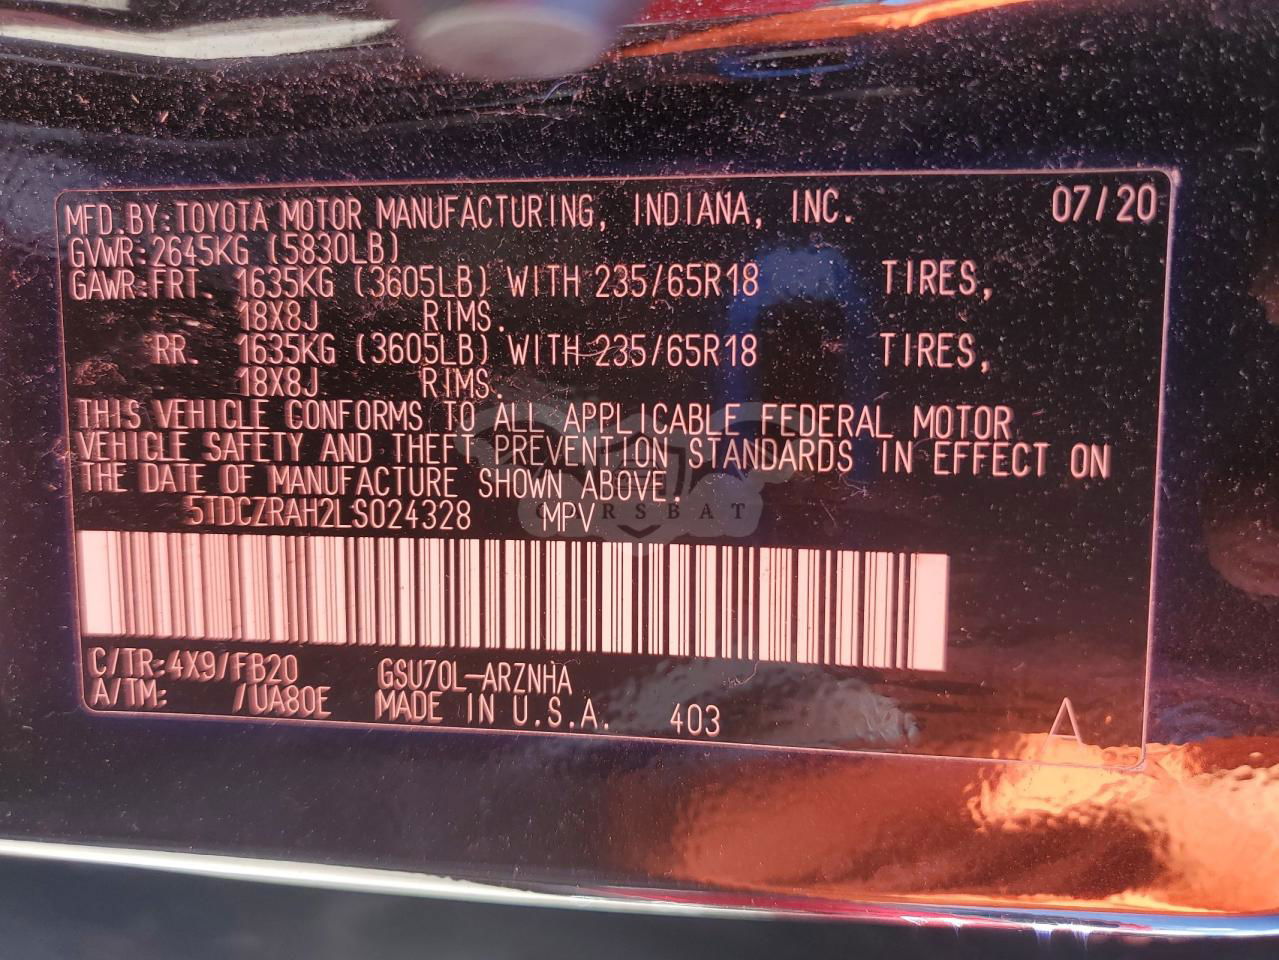 MFD.BY:TOYOTA MOTOR MANUFACTURING, INDIANA, INC. 07/20
GVWR:2645KG (5830LB)
GAWR:FRT. 1635KG (3605LB) WITH 235/65R18 TIRES,
18X8J RIMS.
RR. 1635KG (3605LB) WITH 235/65R18 TIRES,
18X8J RIMS.
THIS VEHICLE CONFORMS TO ALL APPLICABLE FEDERAL MOTOR
VEHICLE SAFETY AND THEFT PREVENTION STANDARDS IN EFFECT ON
THE DATE OF MANUFACTURE SHOWN ABOVE.
5TDCZRAH2LS024328 MPV
CARSBAT
C/TR:4X9/FB20 GSU70L-ARZNHA
A/TM: /UA80E MADE IN U.S.A. 403 A